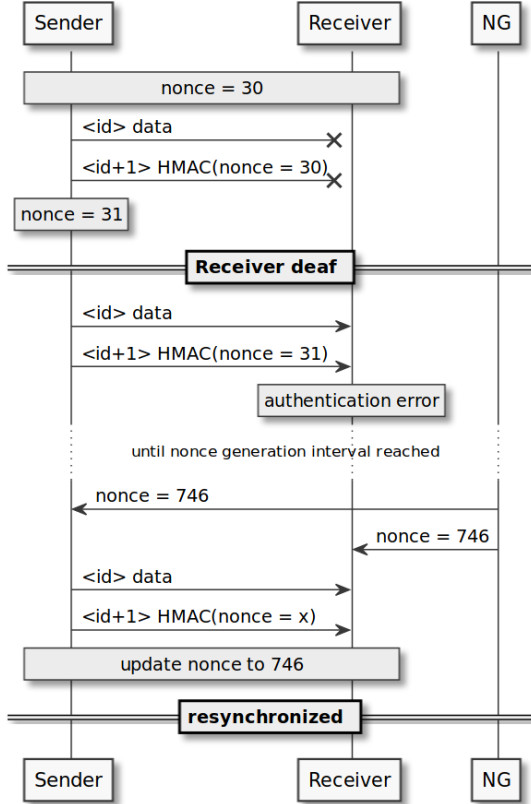 Sender Receiver NG
nonce = 30
<id> data
<id+1> HMAC(nonce = 30)
nonce = 31
Receiver deaf
<id> data
<id+1> HMAC(nonce = 31)
authentication error
until nonce generation interval reached
nonce = 746
nonce = 746
<id> data
<id+1> HMAC(nonce = x)
update nonce to 746
resynchronized
Sender Receiver NG